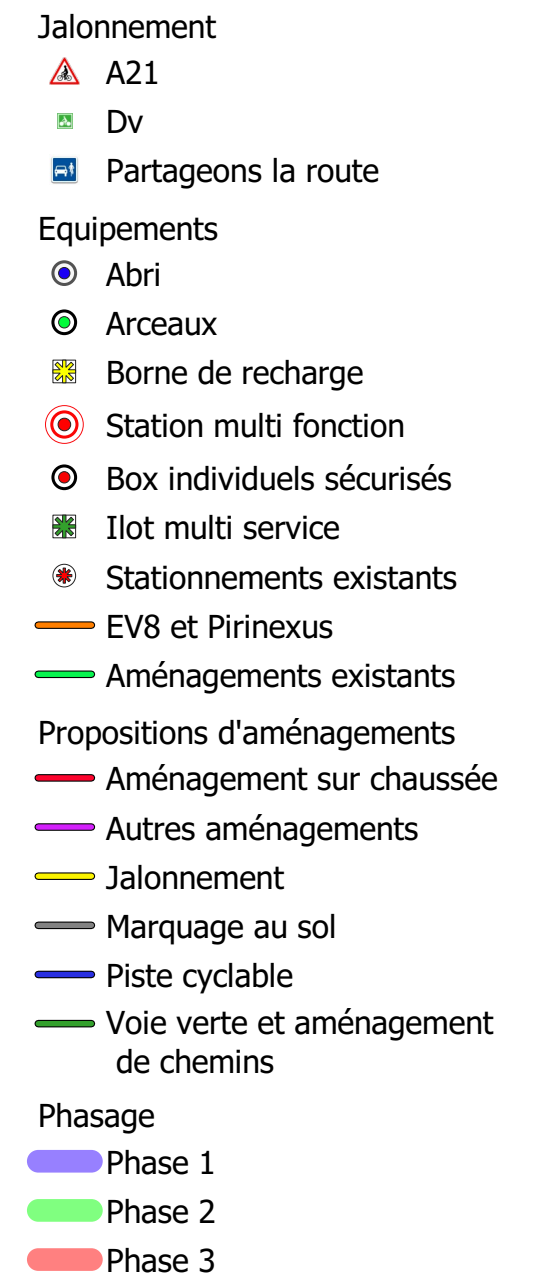 Jalonnement
A21
Dv
Partageons la route
Equipements
Abri
Arceaux
Borne de recharge
Station multi fonction
Box individuels sécurisés
Ilot multi service
Stationnements existants
EV8 et Pirinexus
Aménagements existants
Propositions d'aménagements
Aménagement sur chaussée
Autres aménagements
Jalonnement
Marquage au sol
Piste cyclable
Voie verte et aménagement
de chemins
Phasage
Phase 1
Phase 2
Phase 3